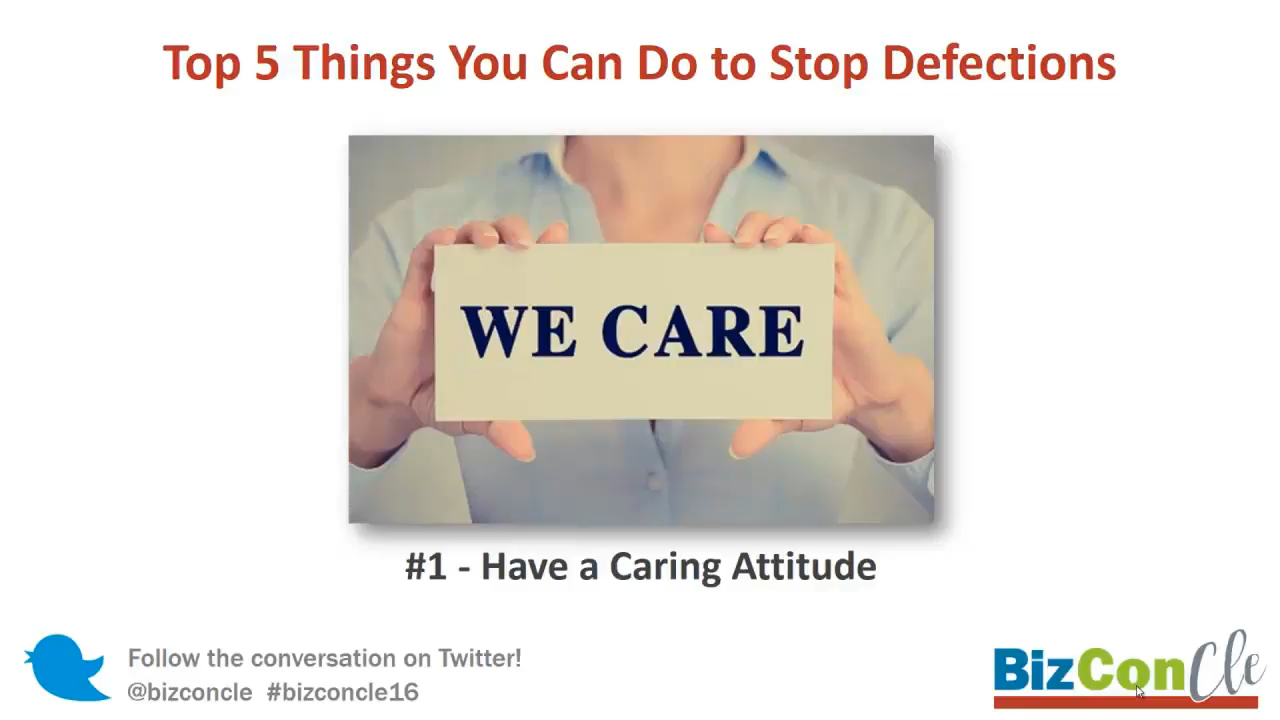 Top 5 Things You Can Do to Stop Defections
WE CARE
#1 - Have a Caring Attitude
Follow the conversation on Twitter!
@bizconcle #bizconcle16
BizConCle